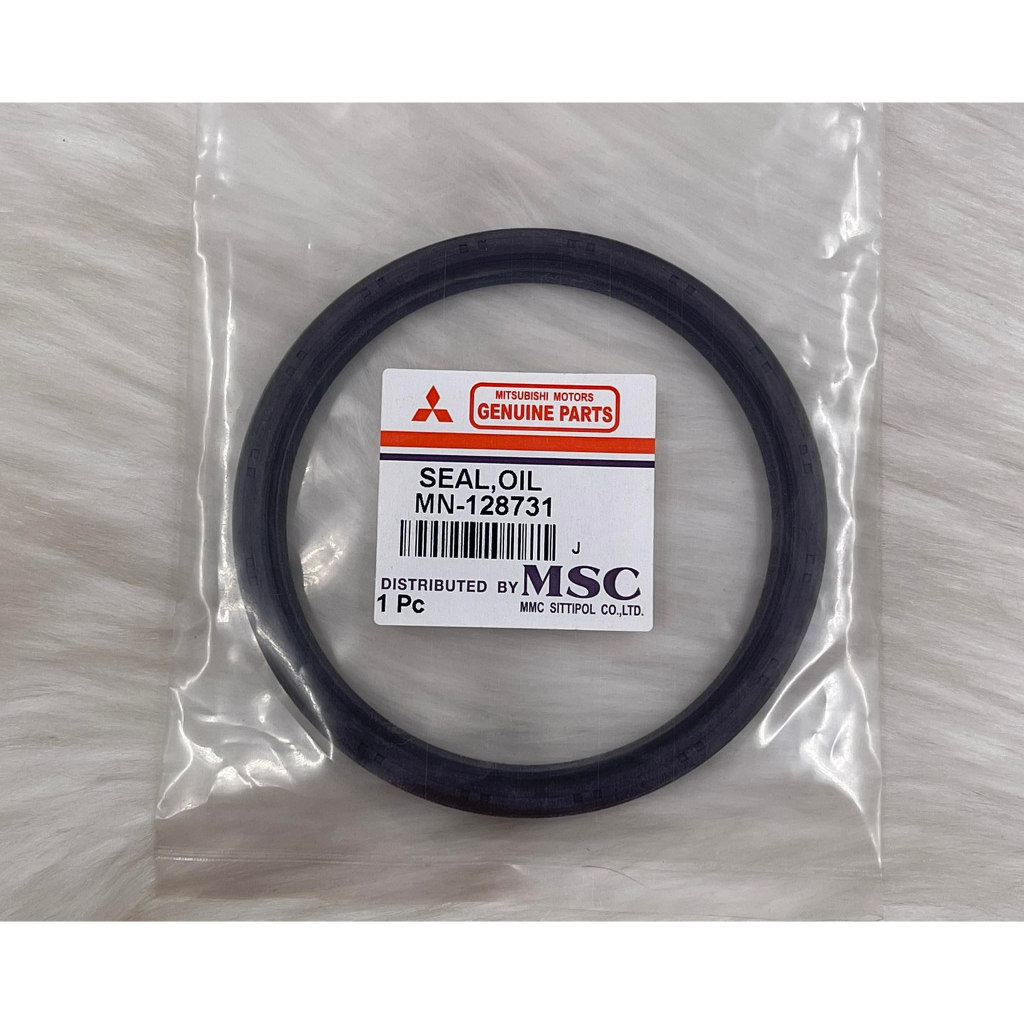 MITSUBISHI MOTORS
GENUINE PARTS
SEAL,OIL
MN-128731
J
DISTRIBUTED BY MSC
1 Pc
MMC SITTIPOL CO.,LTD.